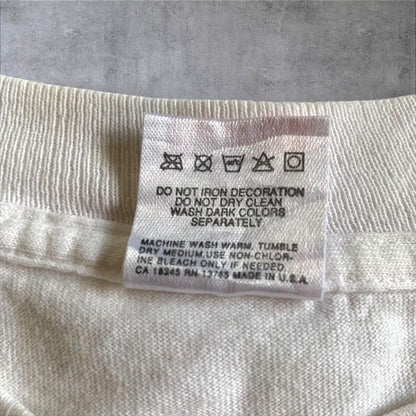 DO NOT IRON DECORATION
DO NOT DRY CLEAN
WASH DARK COLORS
SEPARATELY
MACHINE WASH WARM, TUMBLE
DRY MEDIUM, USE NON-CHLOR-
INE BLEACH ONLY IF NEEDED.
CA 18245 RN 13765 MADE IN U.S.A.